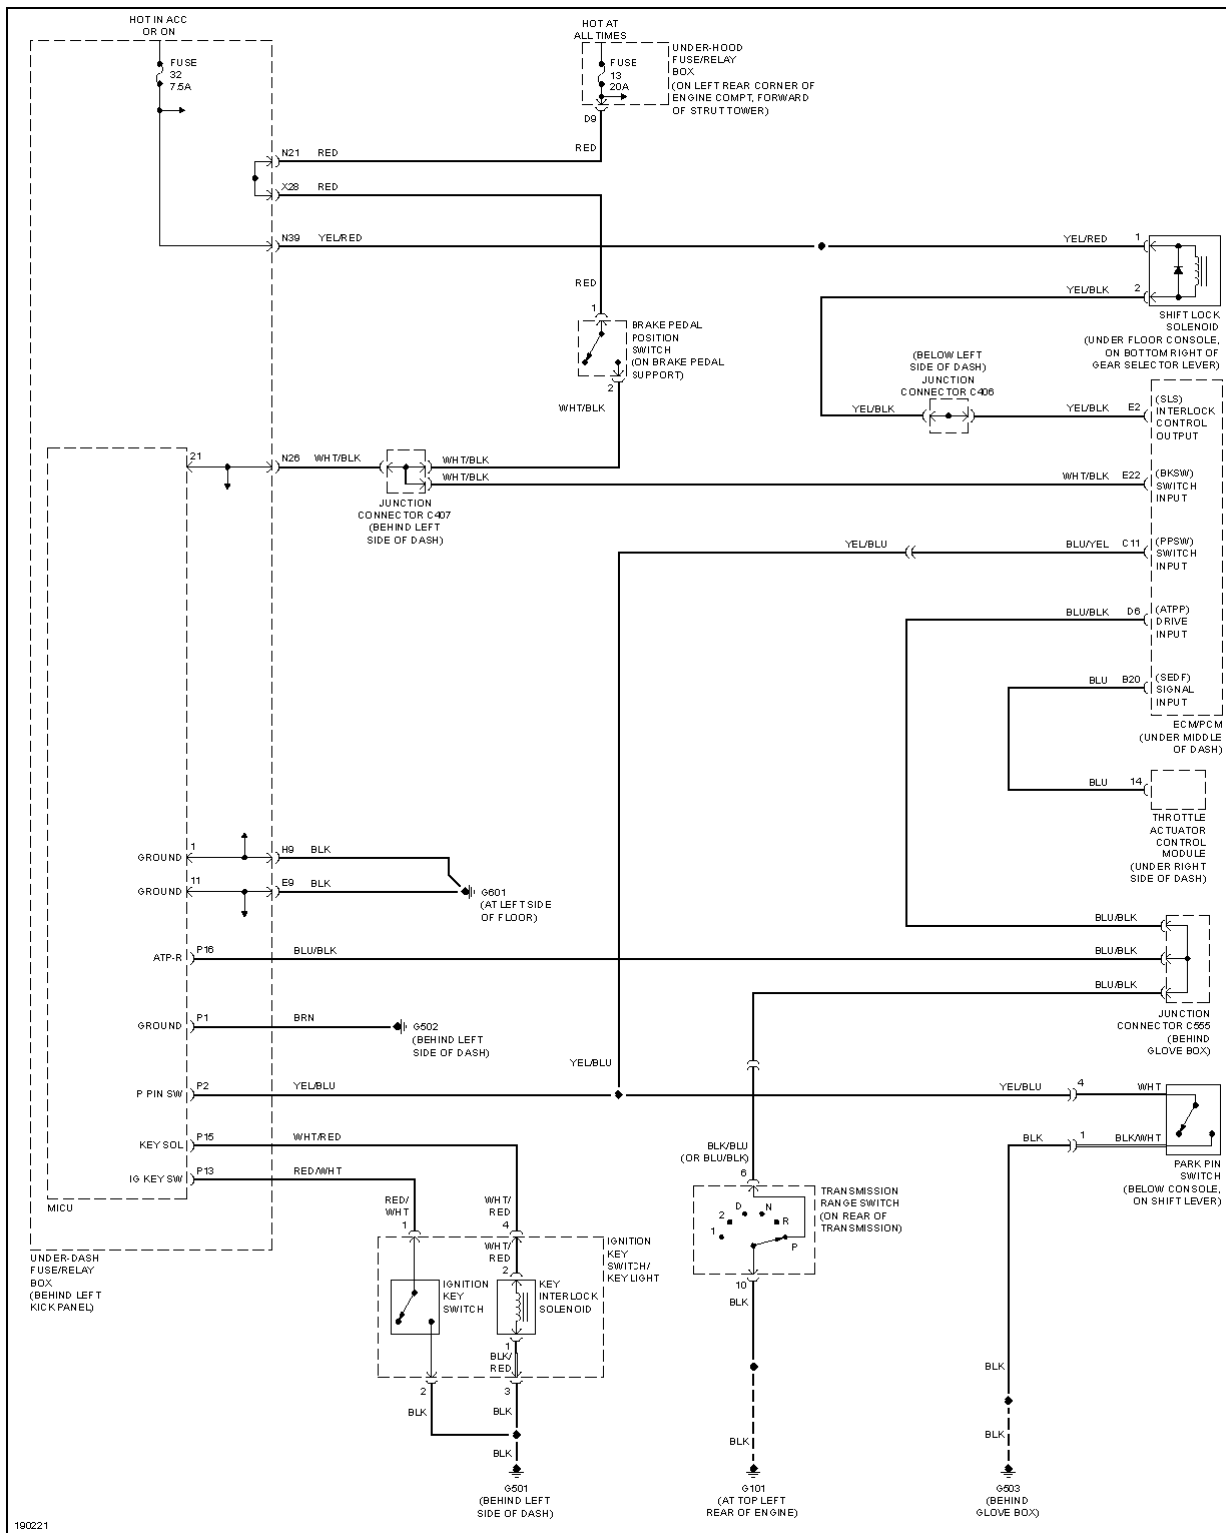 HOT IN ACC
OR ON
FUSE
32
7.5A
HOT AT
ALL TIMES
FUSE
13
20A
UNDER-HOOD
FUSE/RELAY
BOX
(ON LEFT REAR CORNER OF
ENGINE COMPT, FORWARD
OF STRUT TOWER)
D9
RED
N21 RED
X28 RED
N39 YEL/RED
YEL/RED 1
RED
YEL/BLK 2
SHIFT LOCK
SOLENOID
(UNDER FLOOR CONSOLE,
ON BOTTOM RIGHT OF
GEAR SELECTOR LEVER)
1
BRAKE PEDAL
POSITION
SWITCH
(ON BRAKE PEDAL
SUPPORT)
2
WHT/BLK
(BELOW LEFT
SIDE OF DASH)
JUNCTION
CONNECTOR C406
YEL/BLK
YEL/BLK E2
(SLS)
INTERLOCK
CONTROL
OUTPUT
21
N26 WHT/BLK
WHT/BLK
WHT/BLK
JUNCTION
CONNECTOR C407
(BEHIND LEFT
SIDE OF DASH)
WHT/BLK E22
(BKSW)
SWITCH
INPUT
YEL/BLU
BLU/YEL C11
(PPSW)
SWITCH
INPUT
BLU/BLK D6
(ATPP)
DRIVE
INPUT
BLU B20
(SEDF)
SIGNAL
INPUT
ECM/PCM
(UNDER MIDDLE
OF DASH)
BLU 14
THROTTLE
ACTUATOR
CONTROL
MODULE
(UNDER RIGHT
SIDE OF DASH)
GROUND 1 H9 BLK
GROUND 11 E9 BLK
G601
(AT LEFT SIDE
OF FLOOR)
BLU/BLK
ATP-R P16 BLU/BLK
BLU/BLK
BLU/BLK
JUNCTION
CONNECTOR C555
(BEHIND
GLOVE BOX)
GROUND P1 BRN
G502
(BEHIND LEFT
SIDE OF DASH)
YEL/BLU
P PIN SW P2 YEL/BLU
YEL/BLU 4 WHT
KEY SOL P15 WHT/RED
BLK 1 BLK/WHT
PARK PIN
SWITCH
(BELOW CONSOLE,
ON SHIFT LEVER)
IG KEY SW P13 RED/WHT
MICU
UNDER-DASH
FUSE/RELAY
BOX
(BEHIND LEFT
KICK PANEL)
RED/
WHT
1
WHT/
RED
4
WHT/
RED
2
IGNITION
KEY
SWITCH/
KEY LIGHT
IGNITION
KEY
SWITCH
KEY
INTERLOCK
SOLENOID
1
BLK/
RED
2
3
BLK
BLK
BLK
G501
(BEHIND LEFT
SIDE OF DASH)
BLK/BLU
(OR BLU/BLK)
6
TRANSMISSION
RANGE SWITCH
(ON REAR OF
TRANSMISSION)
1
2
D
N
R
P
10
BLK
BLK
G101
(AT TOP LEFT
REAR OF ENGINE)
BLK
BLK
G503
(BEHIND
GLOVE BOX)
190221